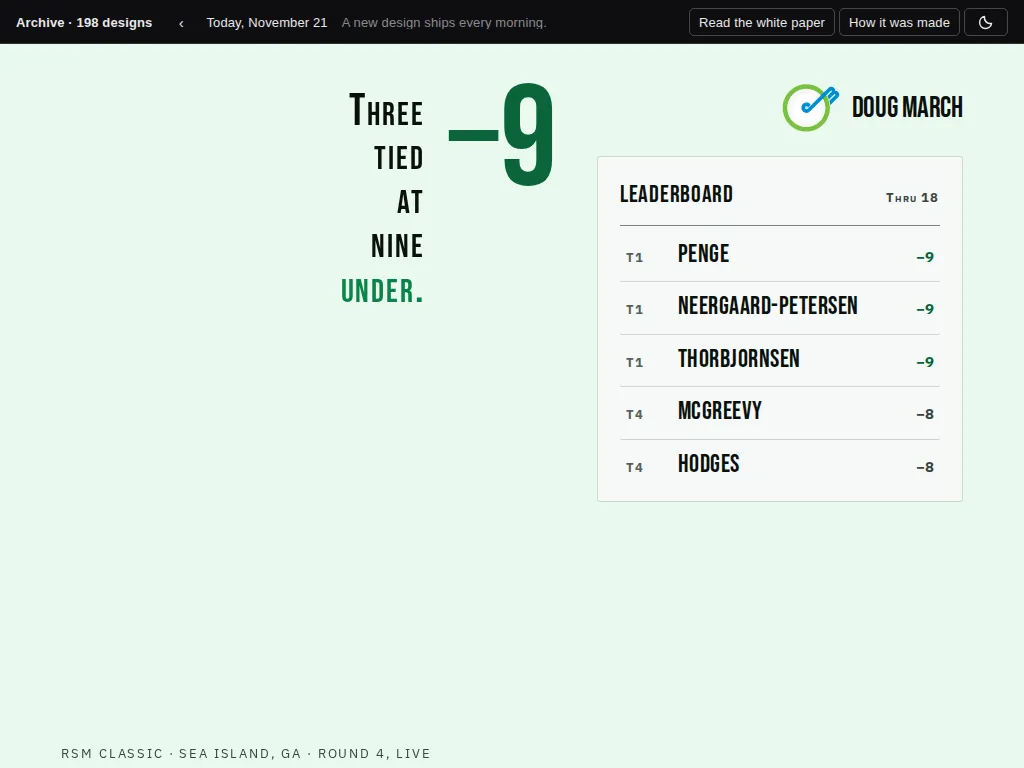 Archive · 198 designs ‹ Today, November 21 A new design ships every morning. Read the white paper How it was made
Three
tied
at
nine
under.
–9
DOUG MARCH
LEADERBOARD Thru 18
T1 PENGE –9
T1 NEERGAARD-PETERSEN –9
T1 THORBJORNSEN –9
T4 MCGREEVY –8
T4 HODGES –8
RSM CLASSIC · SEA ISLAND, GA · ROUND 4, LIVE